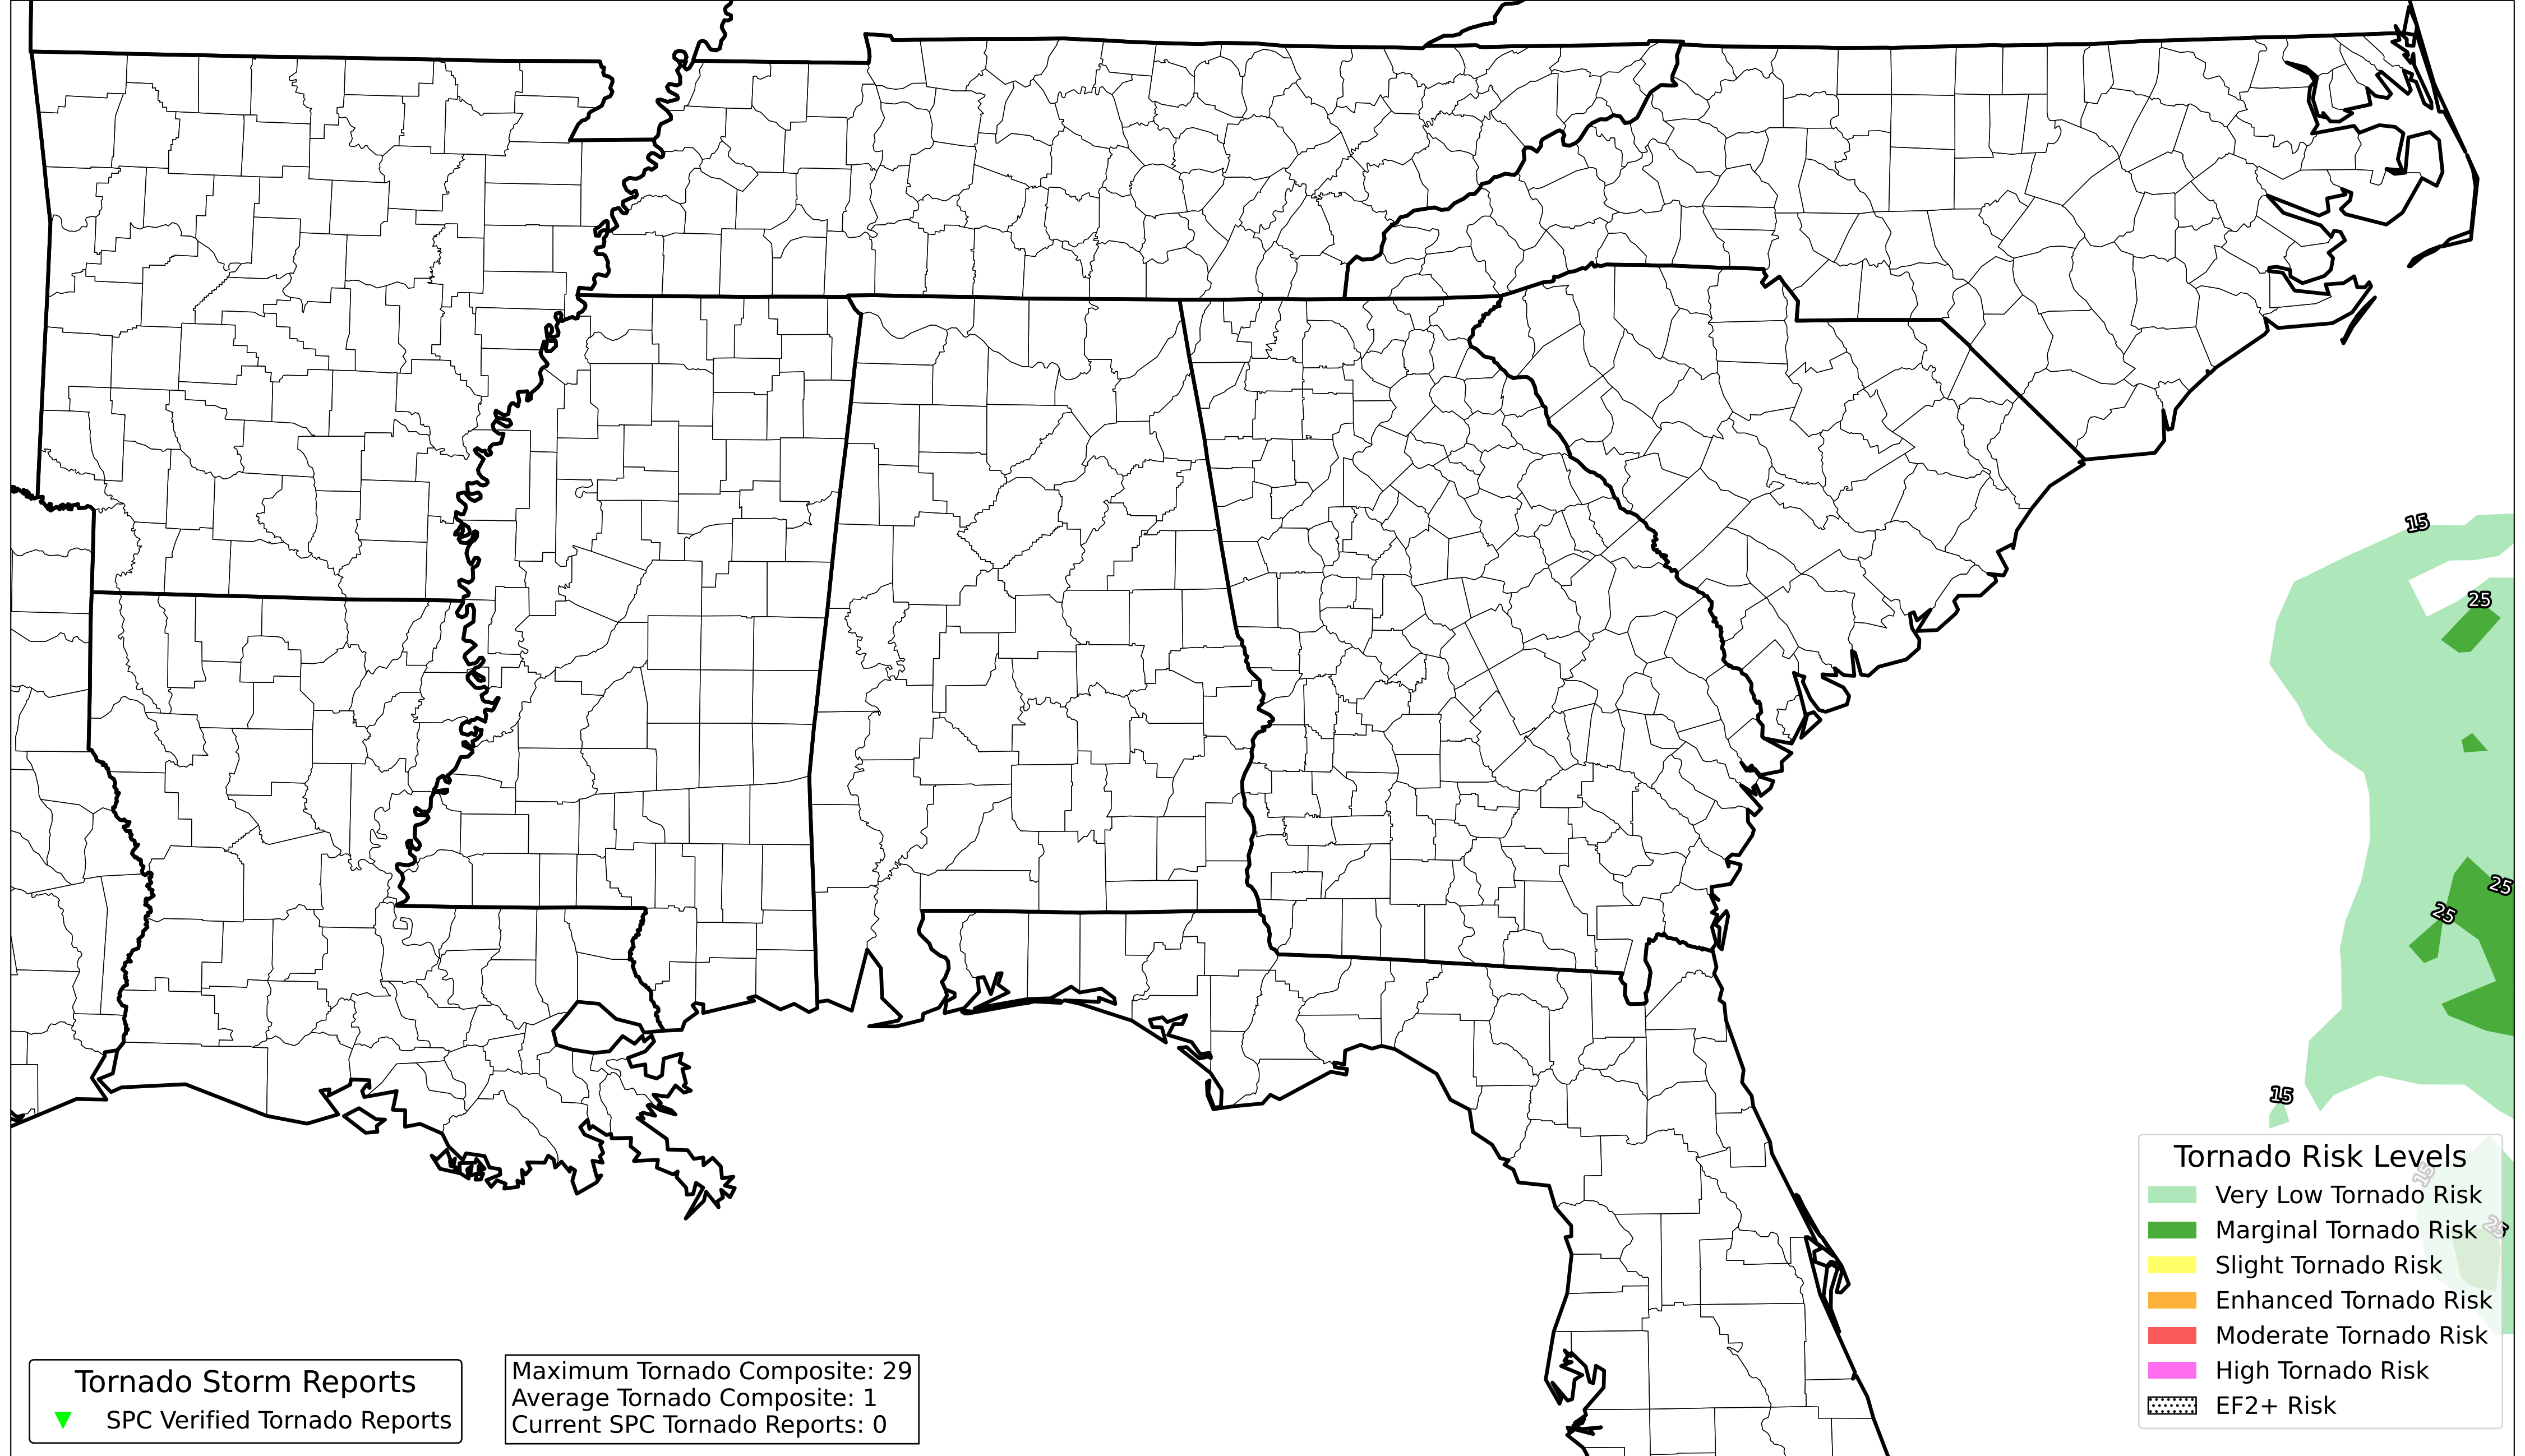 15
25
25
25
15
15
25
Tornado Risk Levels
Very Low Tornado Risk
Marginal Tornado Risk
Slight Tornado Risk
Enhanced Tornado Risk
Moderate Tornado Risk
High Tornado Risk
EF2+ Risk
Tornado Storm Reports
SPC Verified Tornado Reports
Maximum Tornado Composite: 29
Average Tornado Composite: 1
Current SPC Tornado Reports: 0